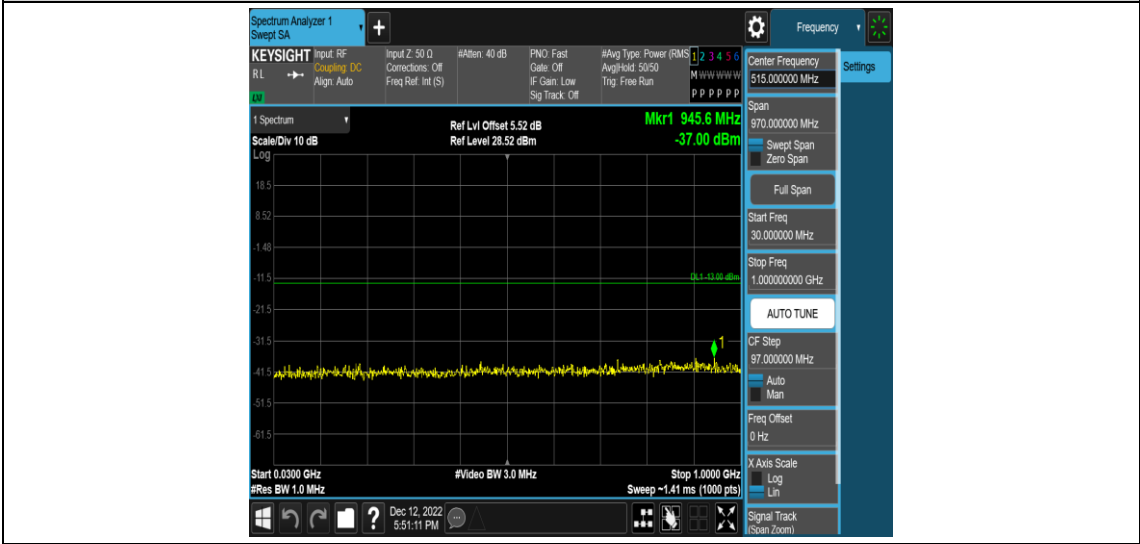 Spectrum Analyzer 1
Swept SA
+
Frequency
KEYSIGHT
RL
LXI
Input: RF
Coupling: DC
Align: Auto
Input Z: 50 Ω
Corrections: Off
Freq Ref: Int (S)
#Atten: 40 dB
PNO: Fast
Gate: Off
IF Gain: Low
Sig Track: Off
#Avg Type: Power (RMS
Avg|Hold: 50/50
Trig: Free Run
1 2 3 4 5 6
M W W W W W
P P P P P P
1 Spectrum
Scale/Div 10 dB
Log
Ref Lvl Offset 5.52 dB
Ref Level 28.52 dBm
Mkr1 945.6 MHz
-37.00 dBm
18.5
8.52
-1.48
-11.5
DL1 -13.00 dBm
-21.5
-31.5
1
-41.5
-51.5
-61.5
Start 0.0300 GHz
#Res BW 1.0 MHz
#Video BW 3.0 MHz
Stop 1.0000 GHz
Sweep ~1.41 ms (1000 pts)
?
Dec 12, 2022
5:51:11 PM
Center Frequency
515.000000 MHz
Settings
Span
970.000000 MHz
Swept Span
Zero Span
Full Span
Start Freq
30.000000 MHz
Stop Freq
1.000000000 GHz
AUTO TUNE
CF Step
97.000000 MHz
Auto
Man
Freq Offset
0 Hz
X Axis Scale
Log
Lin
Signal Track
(Span Zoom)